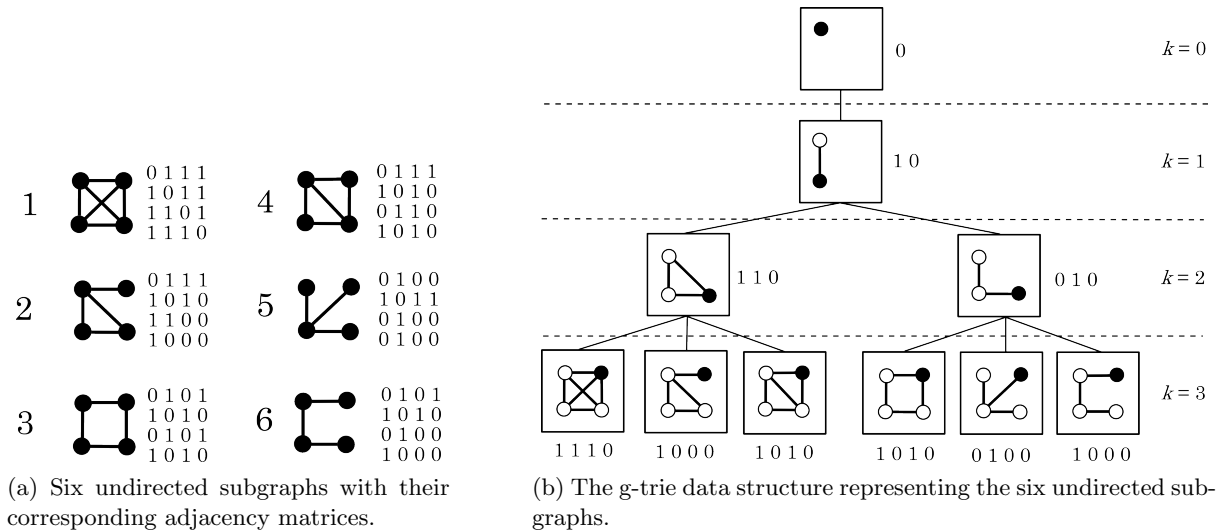 1
0 1 1 1
1 0 1 1
1 1 0 1
1 1 1 0
4
0 1 1 1
1 0 1 0
0 1 1 0
1 0 1 0
2
0 1 1 1
1 0 1 0
1 1 0 0
1 0 0 0
5
0 1 0 0
1 0 1 1
0 1 0 0
0 1 0 0
3
0 1 0 1
1 0 1 0
0 1 0 1
1 0 1 0
6
0 1 0 1
1 0 1 0
0 1 0 0
1 0 0 0
(a) Six undirected subgraphs with their
corresponding adjacency matrices.
0
k = 0
1 0
k = 1
1 1 0
0 1 0
k = 2
k = 3
1 1 1 0 1 0 0 0 1 0 1 0 1 0 1 0 0 1 0 0 1 0 0 0
(b) The g-trie data structure representing the six undirected sub-
graphs.